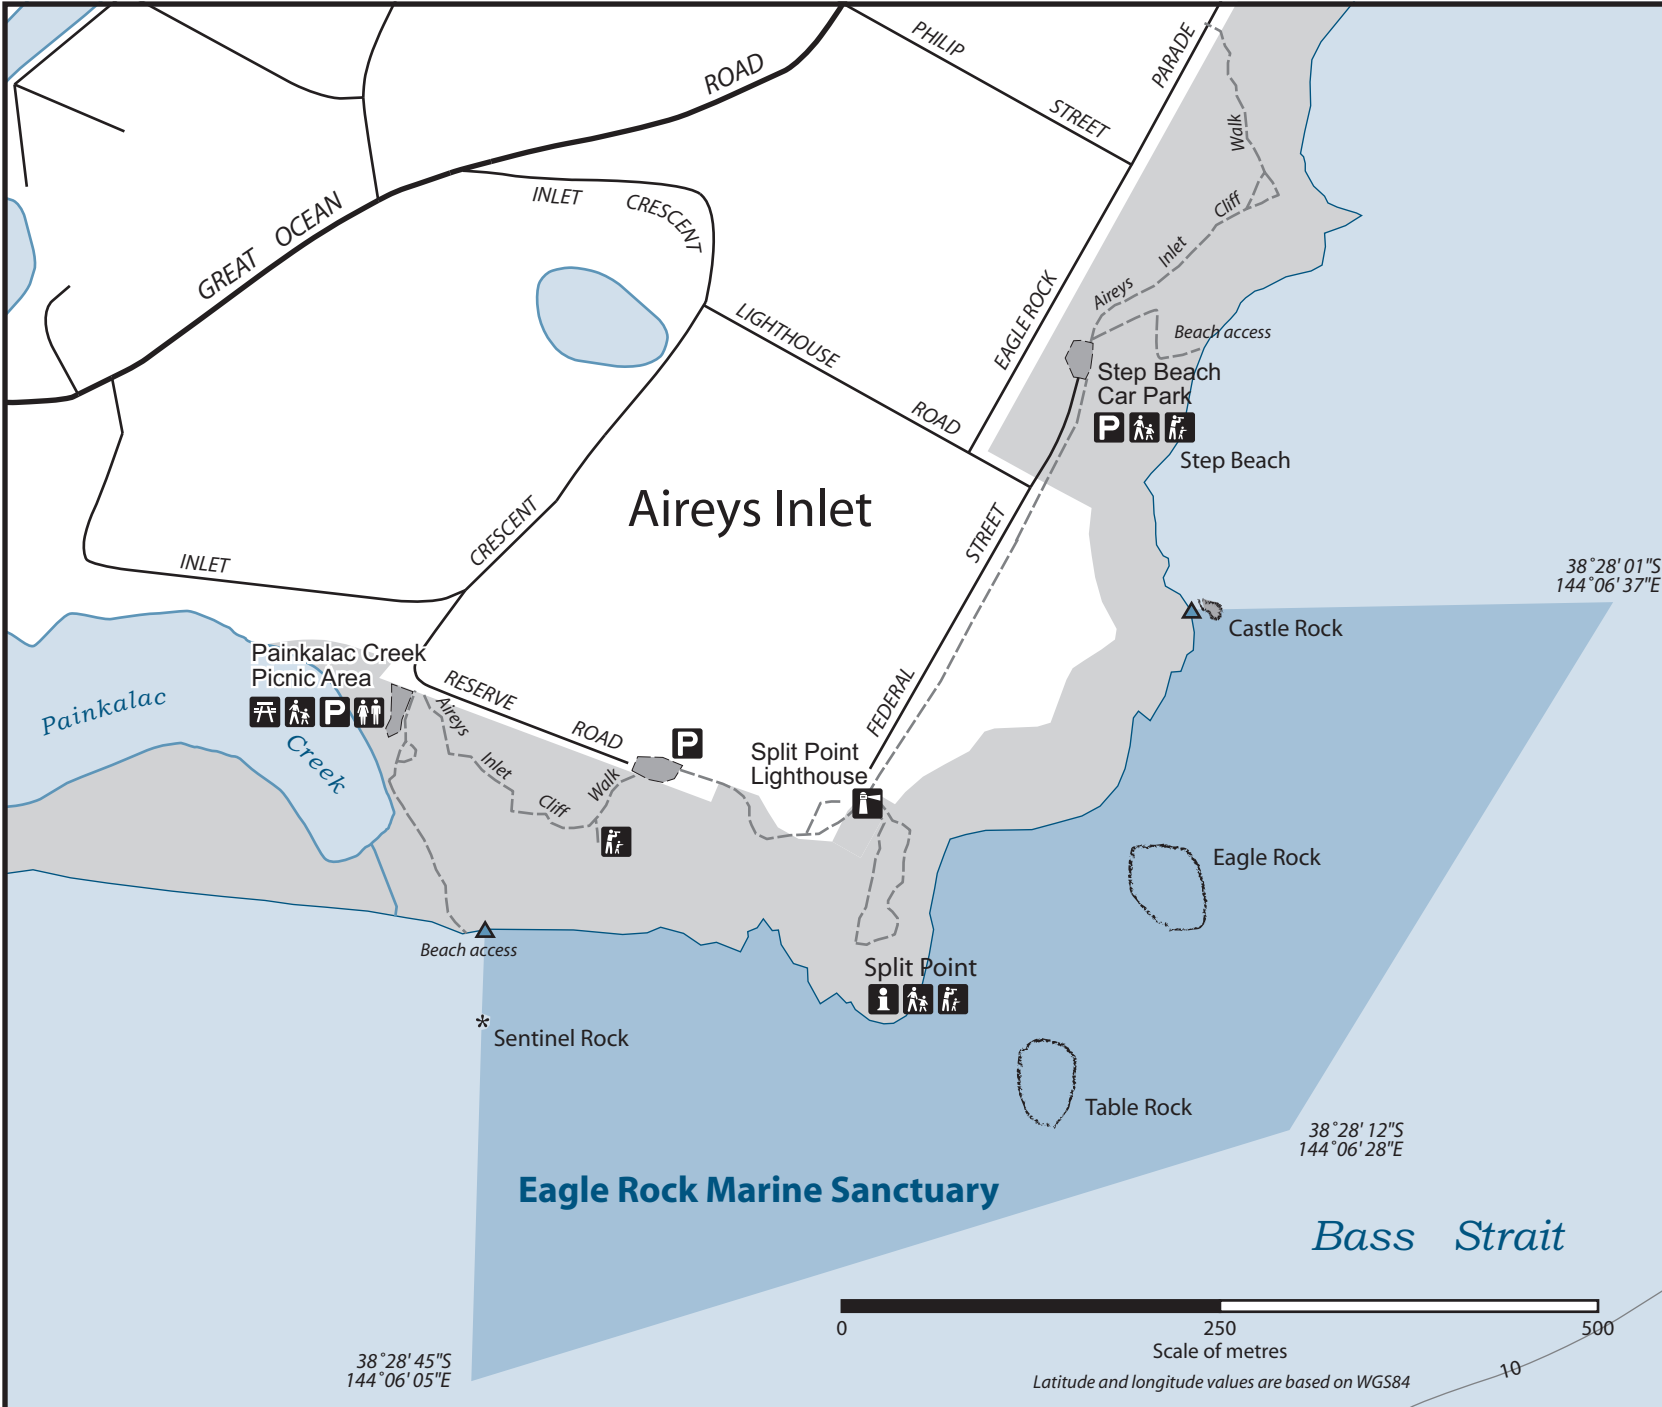 PHILIP
STREET
PARADE
ROAD
GREAT OCEAN
INLET CRESCENT
Walk
Cliff
Inlet
Aireys
Beach access
EAGLE ROCK
LIGHTHOUSE
ROAD
Step Beach
Car Park
P
Step Beach
Aireys Inlet
STREET
FEDERAL
CRESCENT
INLET
38°28'01"S
144°06'37"E
Castle Rock
Painkalac Creek
Picnic Area
P
Painkalac
Creek
RESERVE
ROAD
P
Aireys
Inlet
Cliff
Walk
Split Point
Lighthouse
Eagle Rock
Beach access
Split Point
i
*
Sentinel Rock
Table Rock
38°28'12"S
144°06'28"E
Eagle Rock Marine Sanctuary
Bass Strait
0 250 500
Scale of metres
10
Latitude and longitude values are based on WGS84
38°28'45"S
144°06'05"E